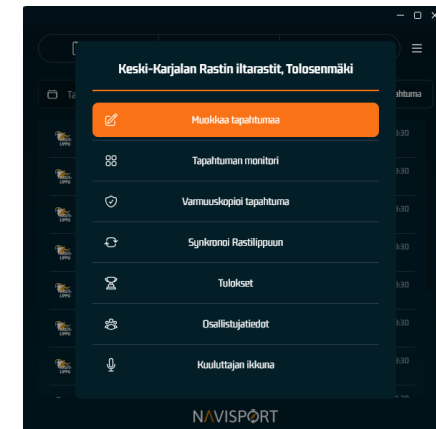 Keski-Karjalan Rastin iltarastit, Tolosenmäki
Muokkaa tapahtumaa
Tapahtuman monitori
Varmuuskopioi tapahtuma
Synkronoi Rastilippuun
Tulokset
Osallistujatiedot
Kuuluttajan ikkuna
NAVISPORT